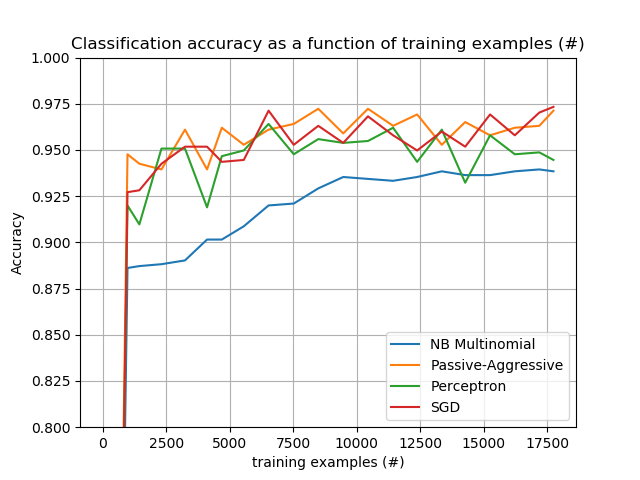 Classification accuracy as a function of training examples (#)
1.000
0.975
0.950
0.925
0.900
0.875
0.850
0.825
0.800
Accuracy
NB Multinomial
Passive-Aggressive
Perceptron
SGD
0 2500 5000 7500 10000 12500 15000 17500
training examples (#)